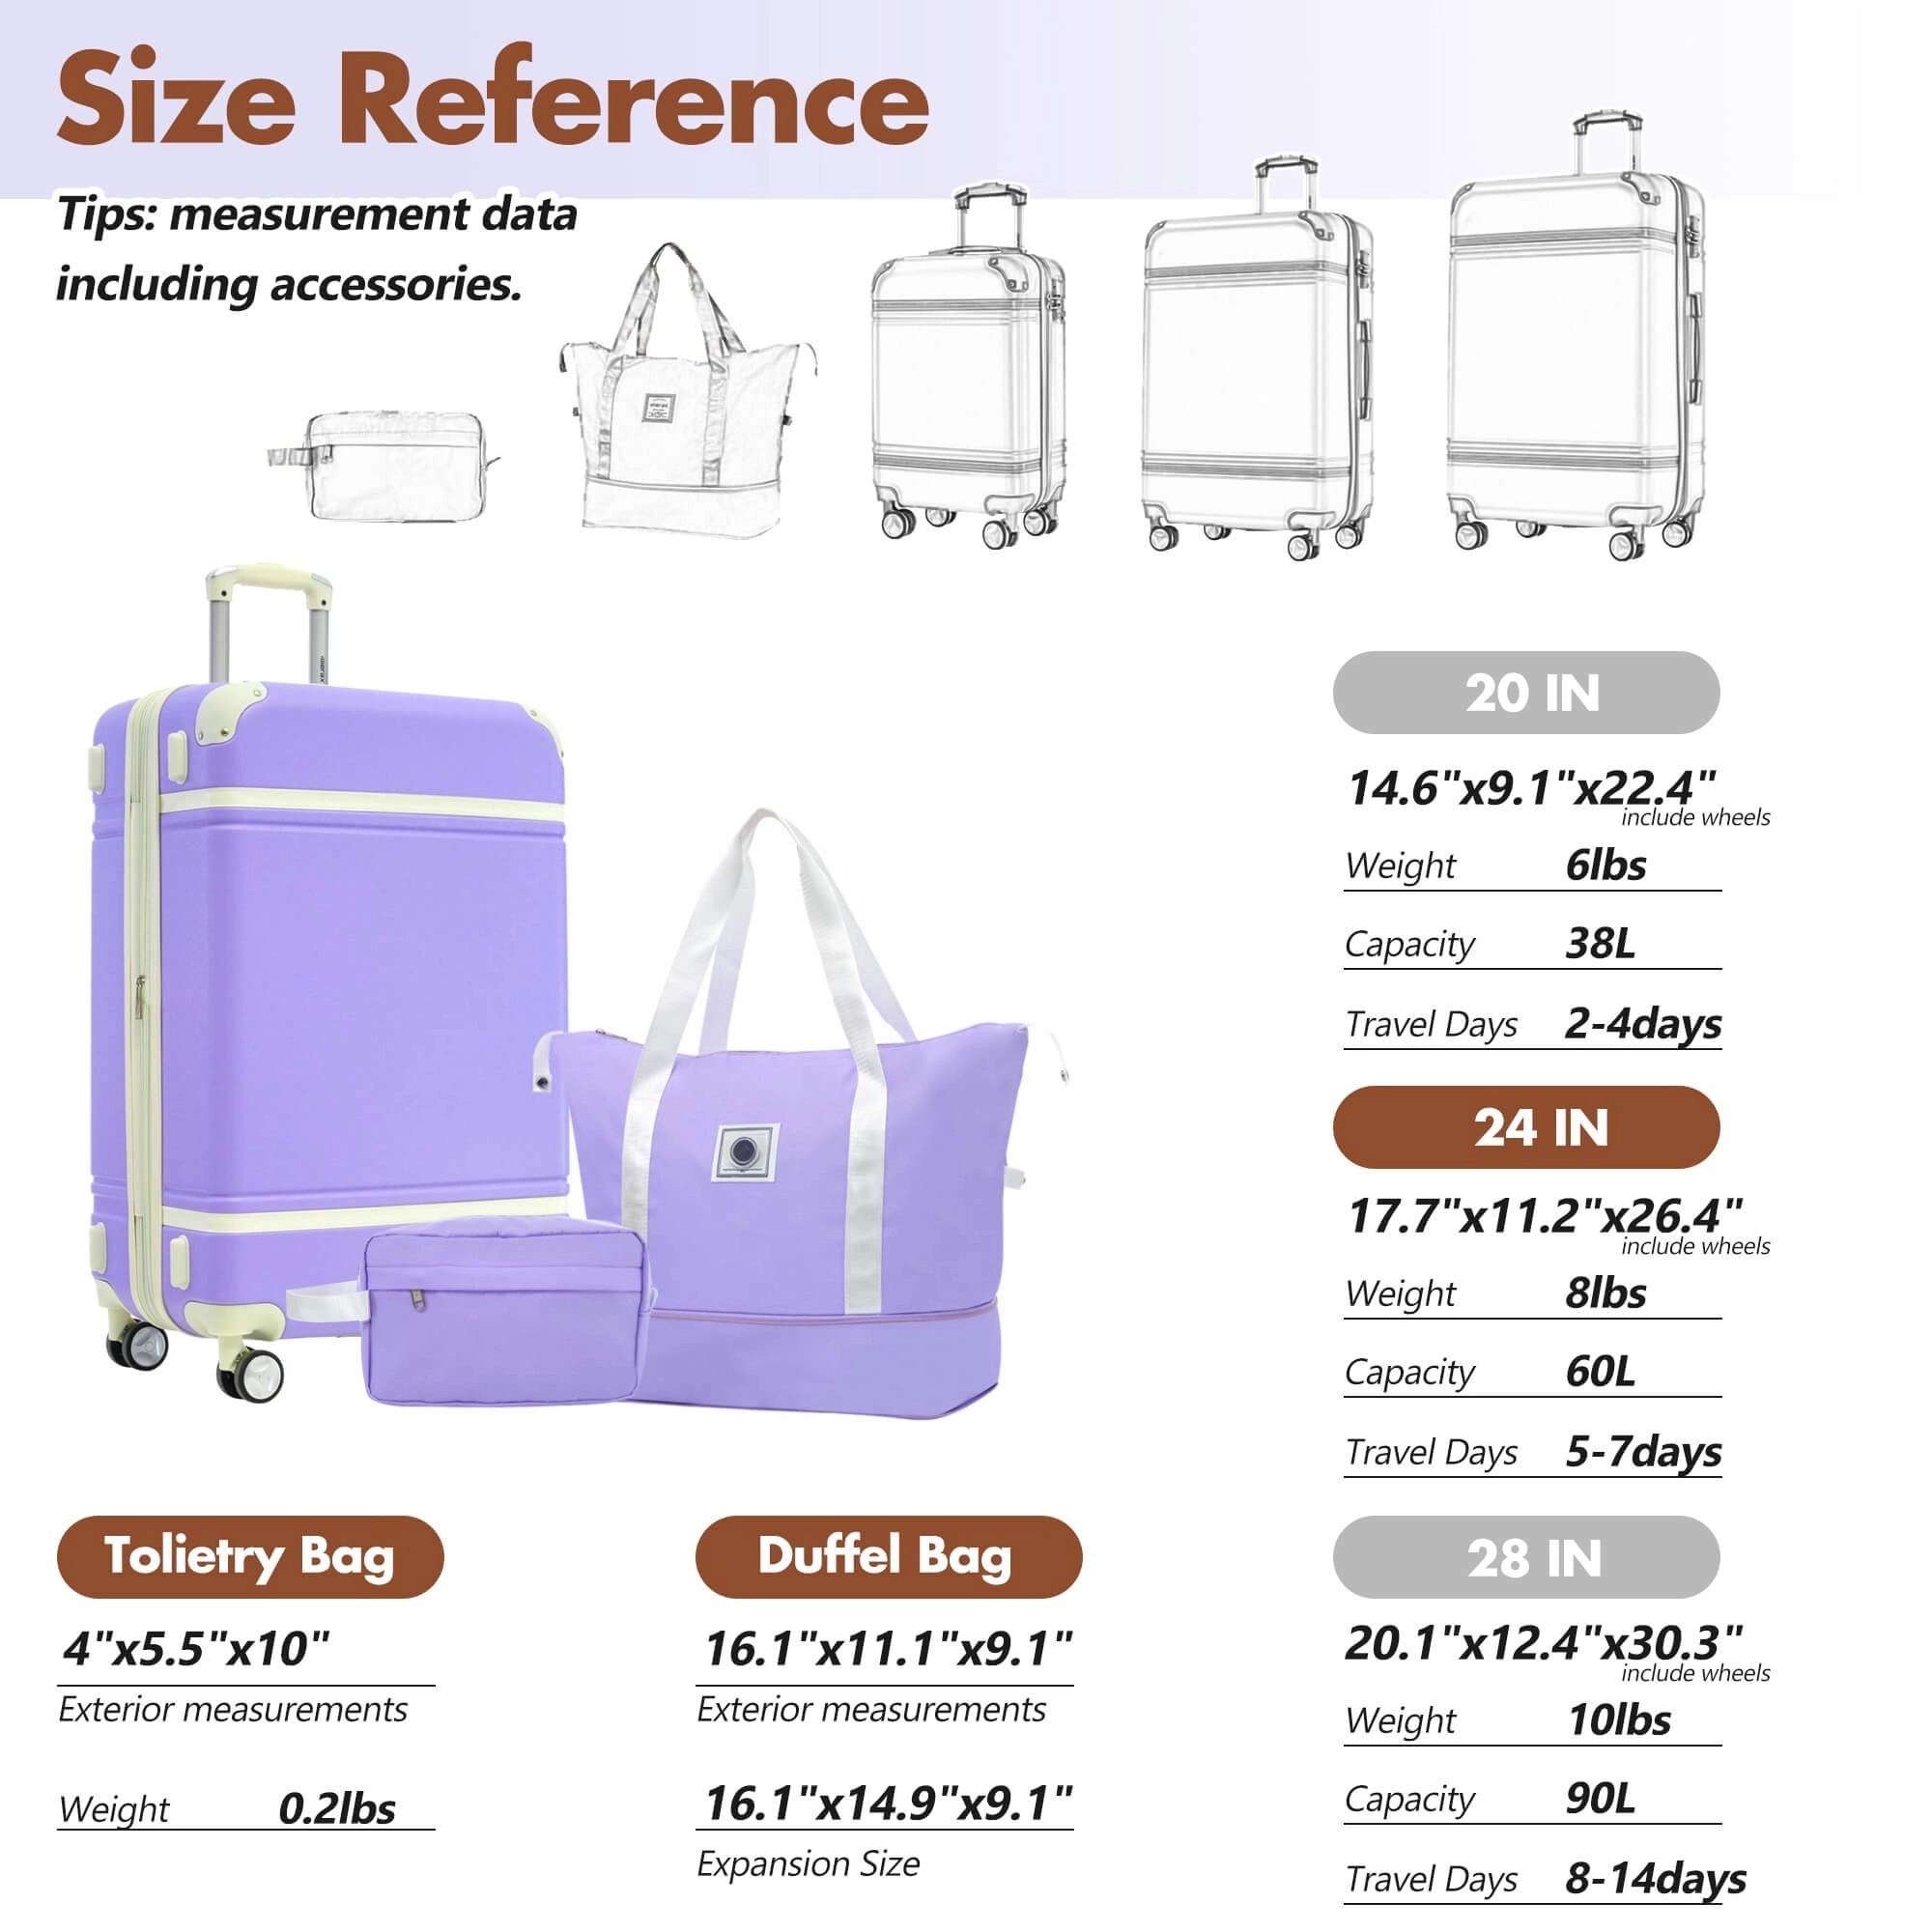 Size Reference
Tips: measurement data
including accessories.
20 IN
14.6"x9.1"x22.4"
include wheels
Weight 6lbs
Capacity 38L
Travel Days 2-4days
24 IN
17.7"x11.2"x26.4"
include wheels
Weight 8lbs
Capacity 60L
Travel Days 5-7days
Tolietry Bag
4"x5.5"x10"
Exterior measurements
Weight 0.2lbs
Duffel Bag
16.1"x11.1"x9.1"
Exterior measurements
16.1"x14.9"x9.1"
Expansion Size
28 IN
20.1"x12.4"x30.3"
include wheels
Weight 10lbs
Capacity 90L
Travel Days 8-14days